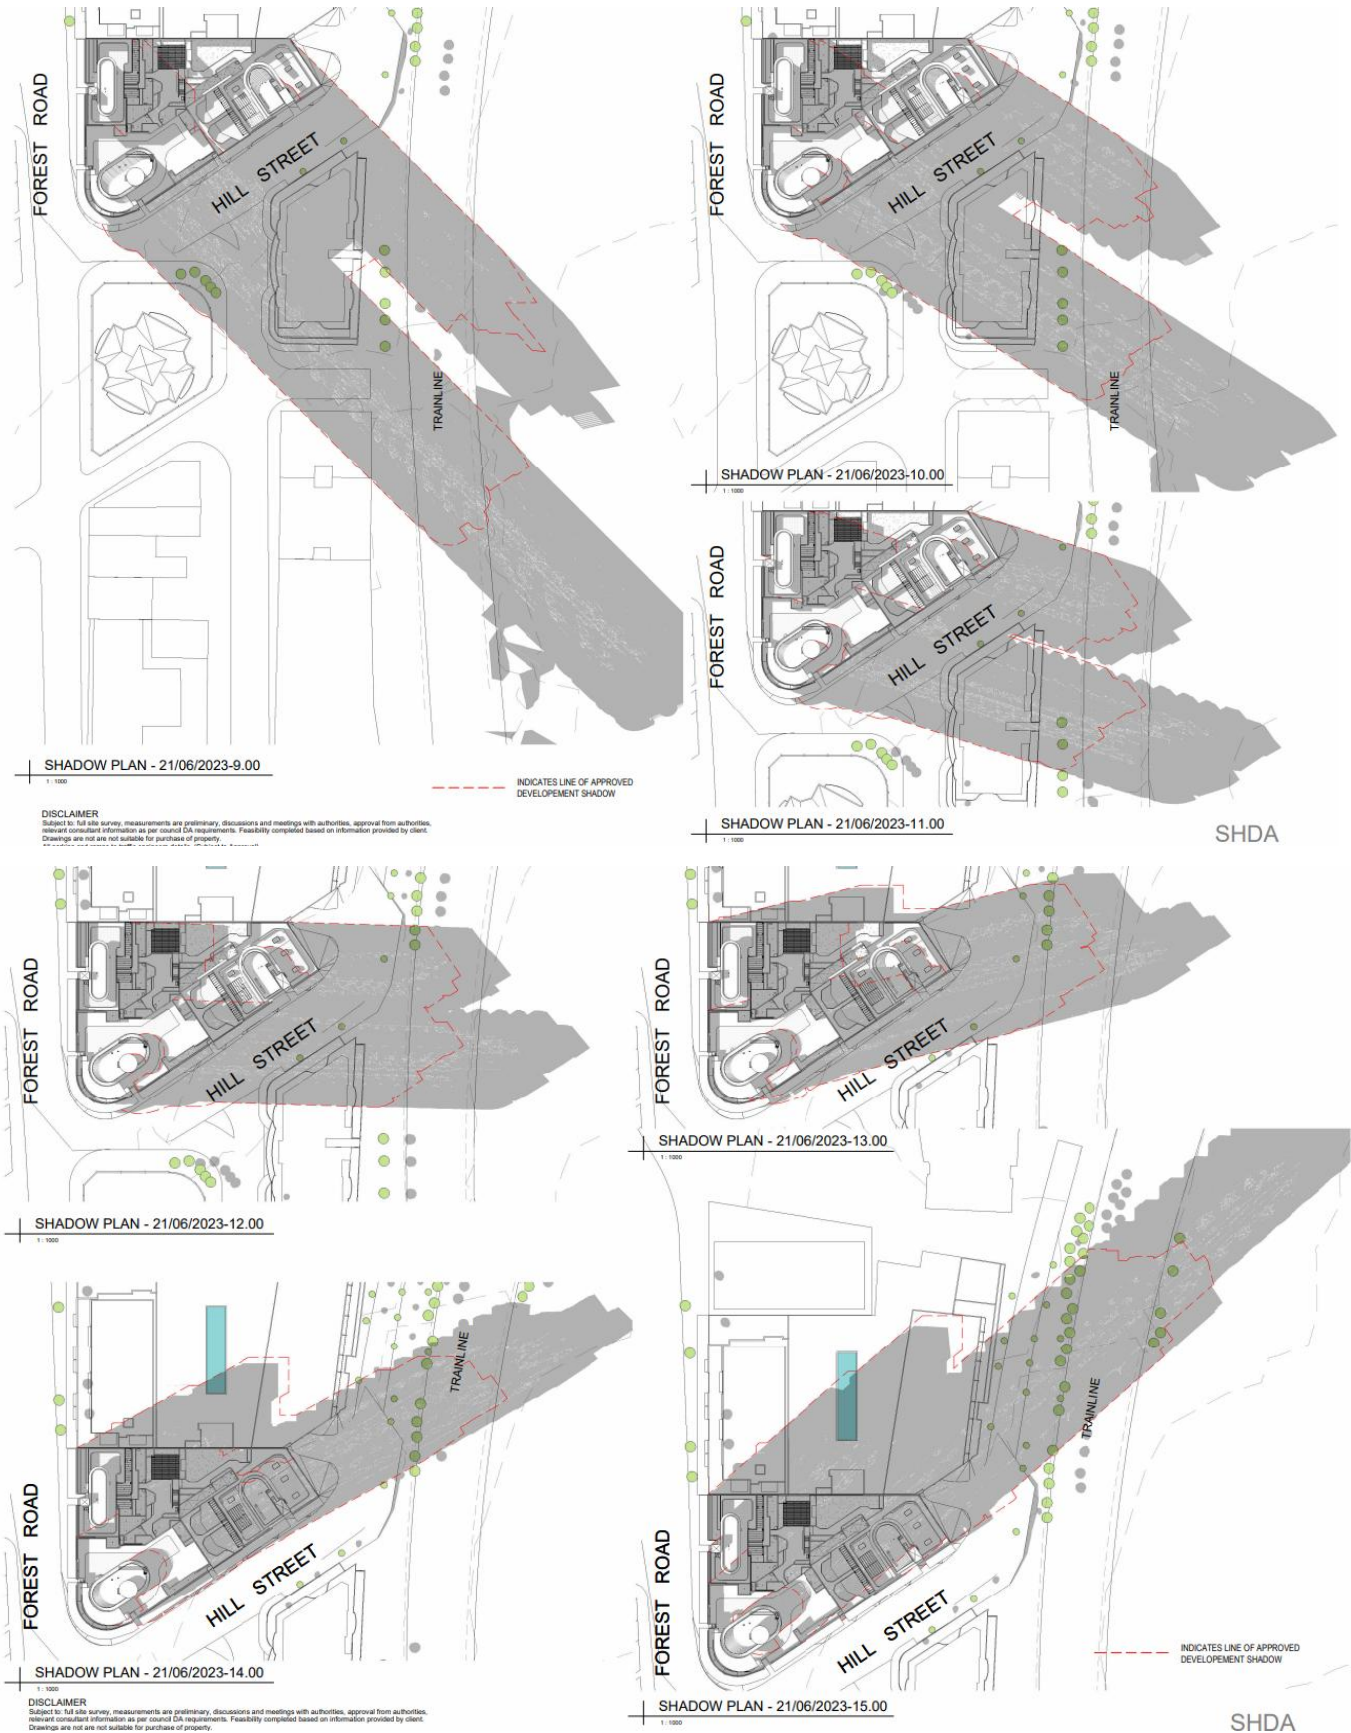 FOREST ROAD
HILL STREET
TRAINLINE
SHADOW PLAN - 21/06/2023-9.00
1 : 1000
INDICATES LINE OF APPROVED
DEVELOPEMENT SHADOW
DISCLAIMER
Subject to: full site survey, measurements are preliminary, discussions and meetings with authorities, approval from authorities,
relevant consultant information as per council DA requirements. Feasibility completed based on information provided by client.
Drawings are not are not suitable for purchase of property.
FOREST ROAD
HILL STREET
TRAINLINE
SHADOW PLAN - 21/06/2023-10.00
1 : 1000
FOREST ROAD
HILL STREET
SHADOW PLAN - 21/06/2023-11.00
1 : 1000
SHDA
FOREST ROAD
HILL STREET
SHADOW PLAN - 21/06/2023-12.00
1 : 1000
FOREST ROAD
HILL STREET
SHADOW PLAN - 21/06/2023-13.00
1 : 1000
TRAINLINE
FOREST ROAD
HILL STREET
SHADOW PLAN - 21/06/2023-14.00
1 : 1000
DISCLAIMER
Subject to: full site survey, measurements are preliminary, discussions and meetings with authorities, approval from authorities,
relevant consultant information as per council DA requirements. Feasibility completed based on information provided by client.
Drawings are not are not suitable for purchase of property.
TRAINLINE
FOREST ROAD
HILL STREET
SHADOW PLAN - 21/06/2023-15.00
1 : 1000
INDICATES LINE OF APPROVED
DEVELOPEMENT SHADOW
SHDA